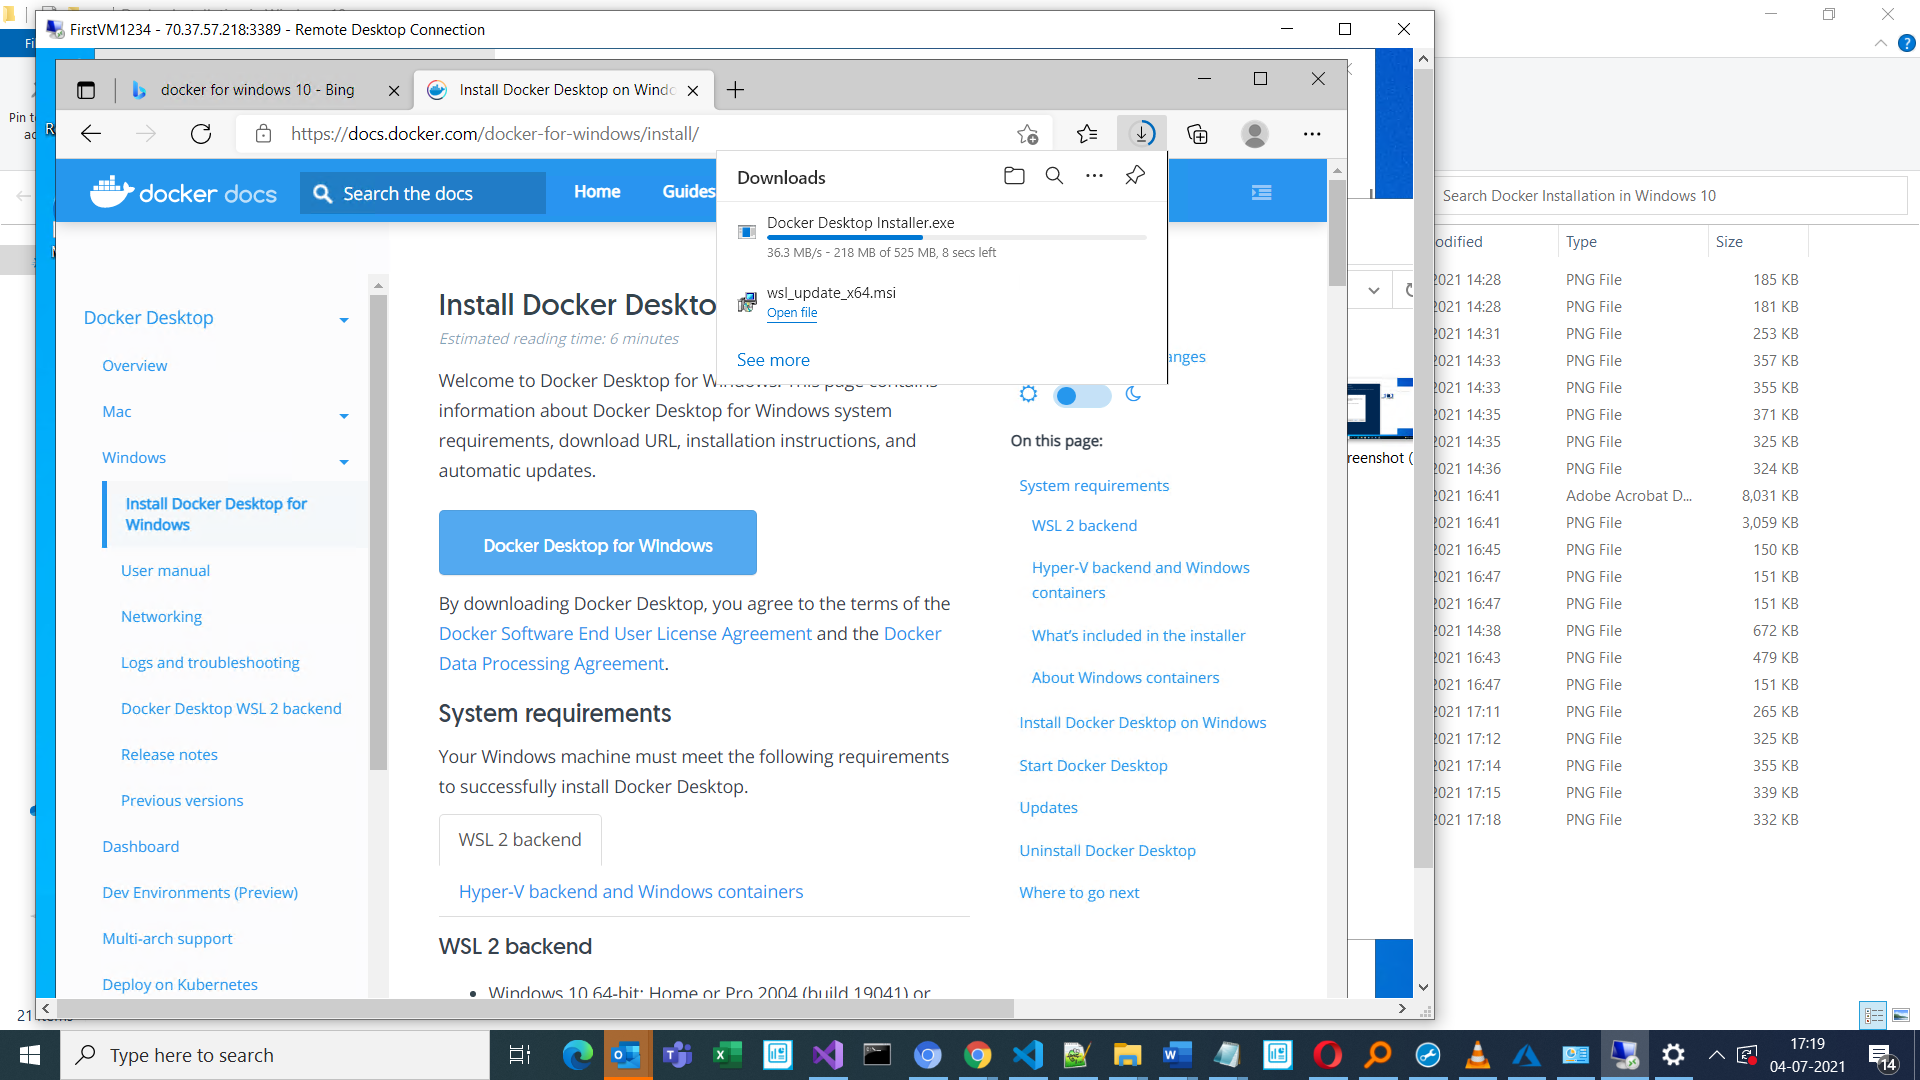 FirstVM1234 - 70.37.57.218:3389 - Remote Desktop Connection
docker for windows 10 - Bing
Install Docker Desktop on Windo
https://docs.docker.com/docker-for-windows/install/
docker docs
Search the docs
Home
Guides
Downloads
Docker Desktop Installer.exe
36.3 MB/s - 218 MB of 525 MB, 8 secs left
wsl_update_x64.msi
Open file
See more
Docker Desktop
Overview
Mac
Windows
Install Docker Desktop for
Windows
User manual
Networking
Logs and troubleshooting
Docker Desktop WSL 2 backend
Release notes
Previous versions
Dashboard
Dev Environments (Preview)
Multi-arch support
Deploy on Kubernetes
Install Docker Deskto
Estimated reading time: 6 minutes
Welcome to Docker Desktop for Windows. This page contains
information about Docker Desktop for Windows system
requirements, download URL, installation instructions, and
automatic updates.
Docker Desktop for Windows
By downloading Docker Desktop, you agree to the terms of the
Docker Software End User License Agreement and the Docker
Data Processing Agreement.
System requirements
Your Windows machine must meet the following requirements
to successfully install Docker Desktop.
WSL 2 backend
Hyper-V backend and Windows containers
WSL 2 backend
• Windows 10 64-bit: Home or Pro 2004 (build 19041) or
anges
On this page:
System requirements
WSL 2 backend
Hyper-V backend and Windows
containers
What's included in the installer
About Windows containers
Install Docker Desktop on Windows
Start Docker Desktop
Updates
Uninstall Docker Desktop
Where to go next
reenshot (
Pin to
Search Docker Installation in Windows 10
odified Type Size
2021 14:28 PNG File 185 KB
2021 14:28 PNG File 181 KB
2021 14:31 PNG File 253 KB
2021 14:33 PNG File 357 KB
2021 14:33 PNG File 355 KB
2021 14:35 PNG File 371 KB
2021 14:35 PNG File 325 KB
2021 14:36 PNG File 324 KB
2021 16:41 Adobe Acrobat D... 8,031 KB
2021 16:41 PNG File 3,059 KB
2021 16:45 PNG File 150 KB
2021 16:47 PNG File 151 KB
2021 16:47 PNG File 151 KB
2021 14:38 PNG File 672 KB
2021 16:43 PNG File 479 KB
2021 16:47 PNG File 151 KB
2021 17:11 PNG File 265 KB
2021 17:12 PNG File 325 KB
2021 17:14 PNG File 355 KB
2021 17:15 PNG File 339 KB
2021 17:18 PNG File 332 KB
21 items
Type here to search
17:19
04-07-2021
14